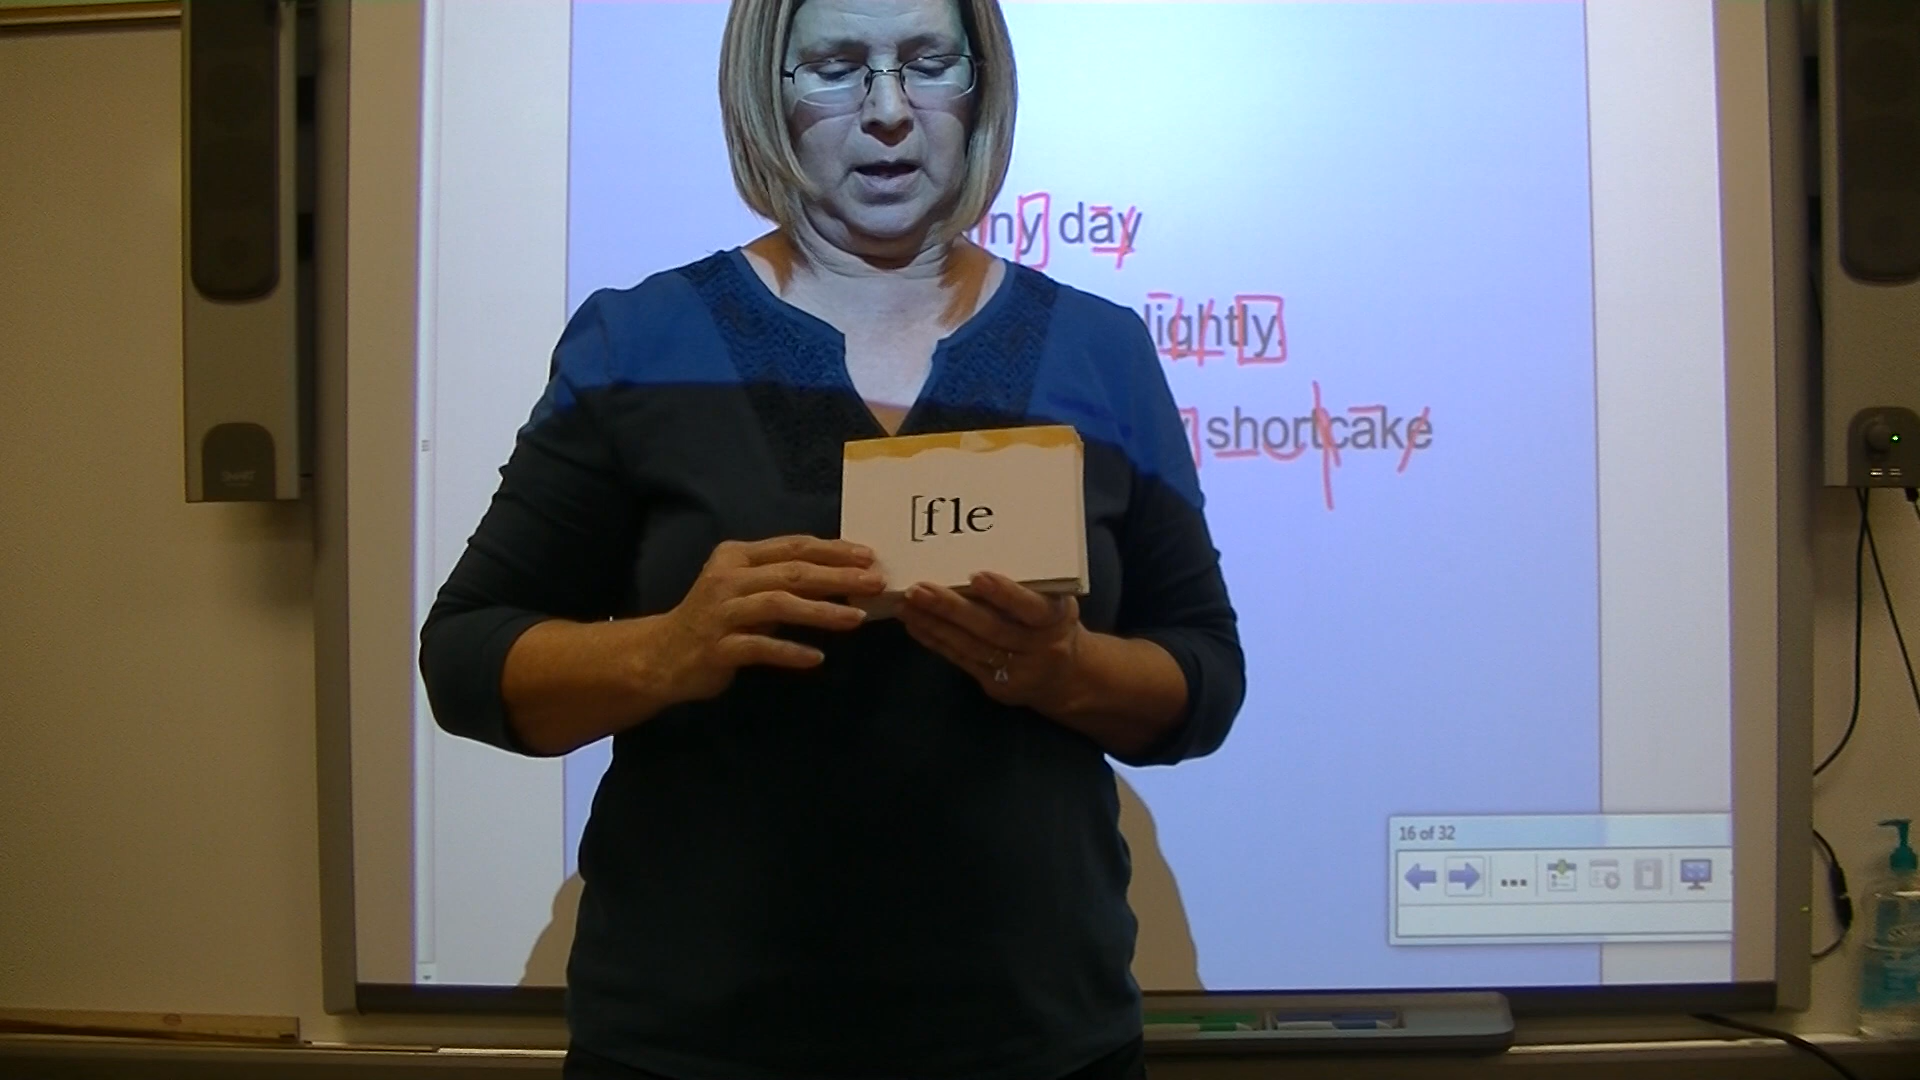 ny day
lightly.
shortcake
[fle
16 of 32